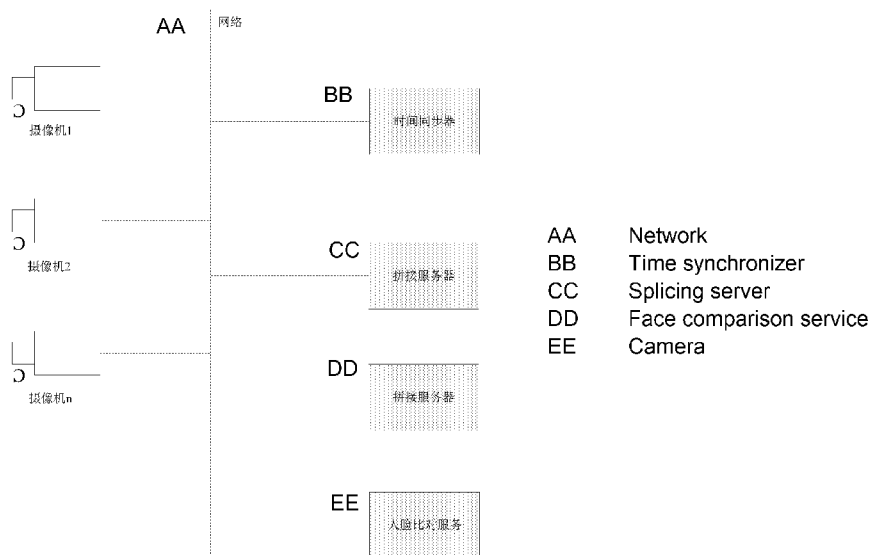 AA
网络
BB
时间同步器
摄像机1
CC
拼接服务器
摄像机2
DD
拼接服务器
摄像机n
EE
人脸比对服务
AA Network
BB Time synchronizer
CC Splicing server
DD Face comparison service
EE Camera